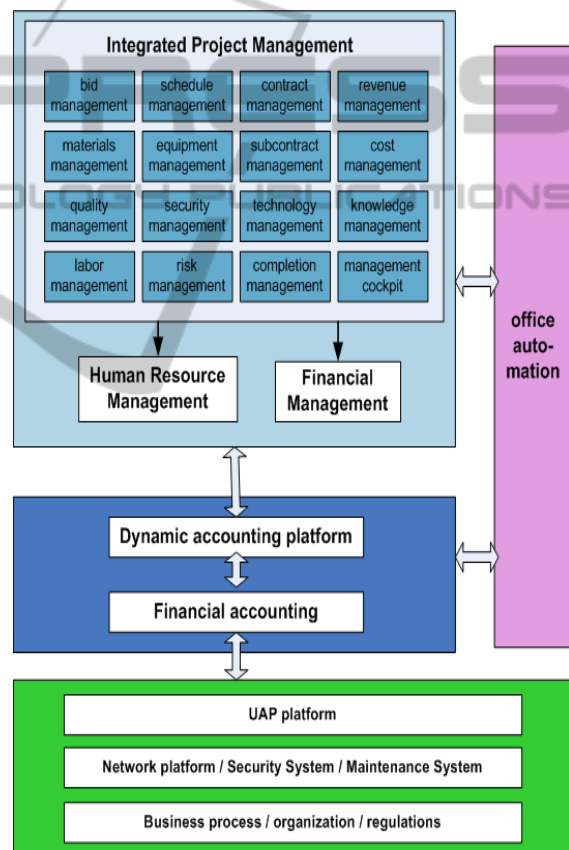 Integrated Project Management
bid
management
schedule
management
contract
management
revenue
management
materials
management
equipment
management
subcontract
management
cost
management
quality
management
security
management
technology
management
knowledge
management
labor
management
risk
management
completion
management
management
cockpit
Human Resource
Management
Financial
Management
office
auto-
mation
Dynamic accounting platform
Financial accounting
UAP platform
Network platform / Security System / Maintenance System
Business process / organization / regulations